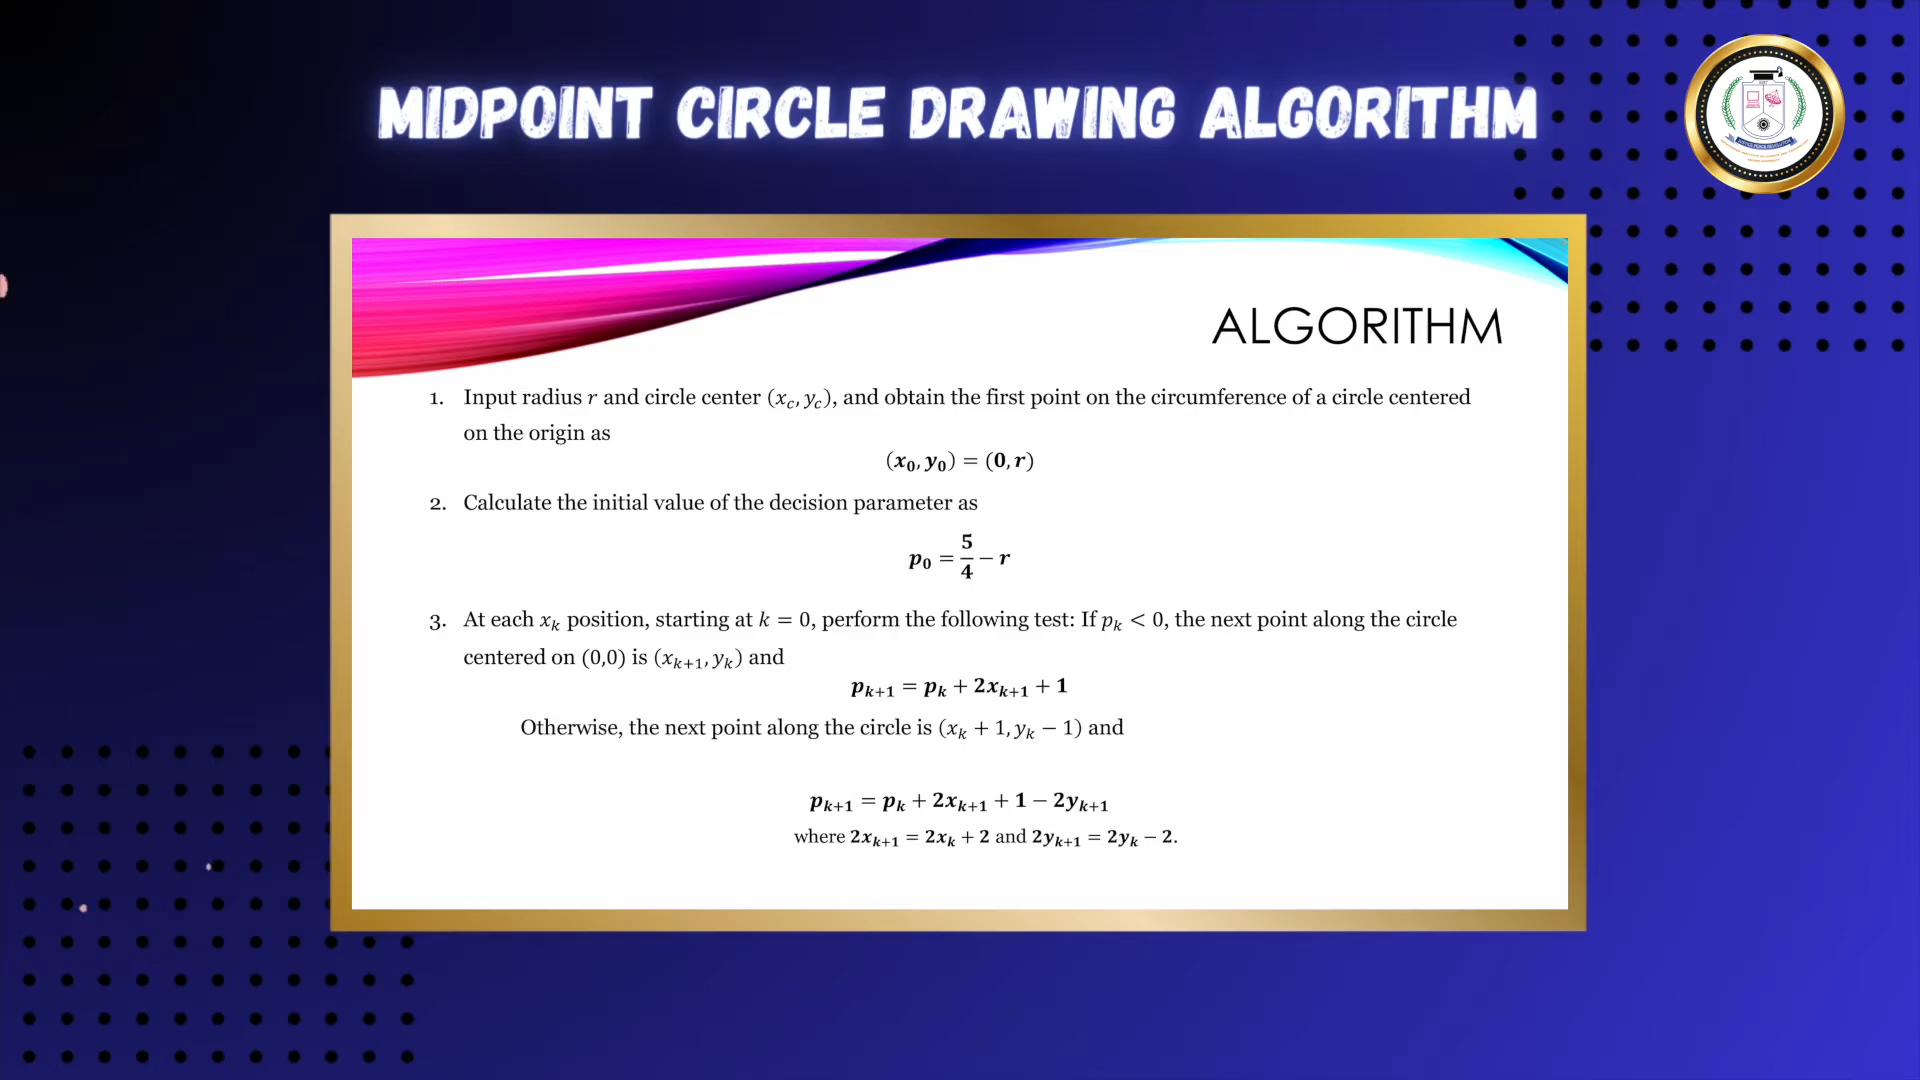 MIDPOINT CIRCLE DRAWING ALGORITHM
ALGORITHM
1. Input radius r and circle center (x_c, y_c), and obtain the first point on the circumference of a circle centered
on the origin as
(x_0, y_0) = (0, r)
2. Calculate the initial value of the decision parameter as
p_0 = 5/4 − r
3. At each x_k position, starting at k = 0, perform the following test: If p_k < 0, the next point along the circle
centered on (0,0) is (x_{k+1}, y_k) and
p_{k+1} = p_k + 2x_{k+1} + 1
Otherwise, the next point along the circle is (x_k + 1, y_k − 1) and
p_{k+1} = p_k + 2x_{k+1} + 1 − 2y_{k+1}
where 2x_{k+1} = 2x_k + 2 and 2y_{k+1} = 2y_k − 2.